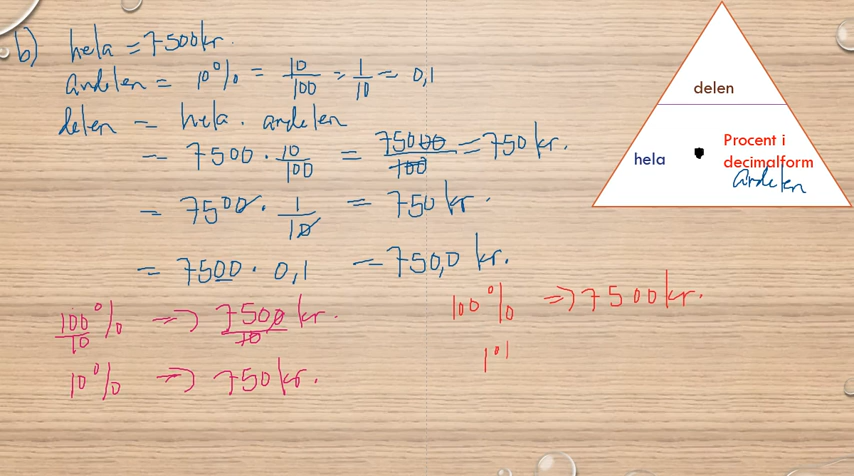 b) hela = 7500 kr.
andelen = 10% = 10/100 = 1/10 = 0,1
delen = hela · andelen
= 7500 · 10/100 = 75000/100 = 750 kr.
= 7500 · 1/10 = 750 kr.
= 7500 · 0,1 = 750,0 kr.
100/10 % => 7500/10 kr.
10% => 750 kr.
100% => 7500 kr.
1%
delen
hela · Procent i
decimalform
andelen